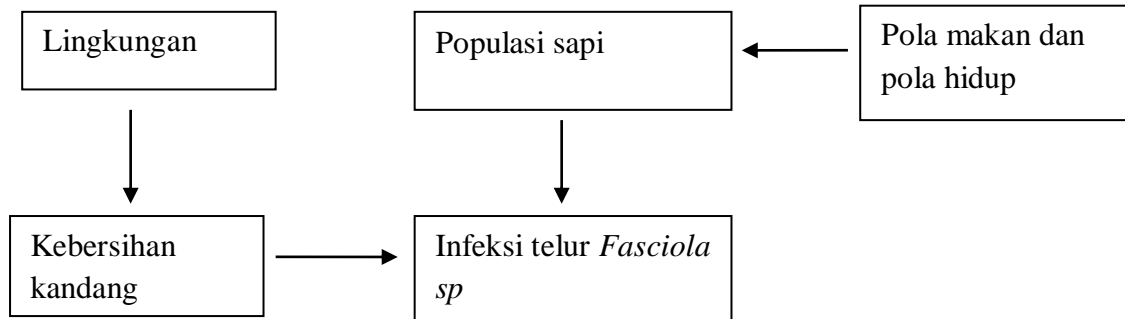 Lingkungan
Populasi sapi
Pola makan dan
pola hidup
Kebersihan
kandang
Infeksi telur Fasciola
sp